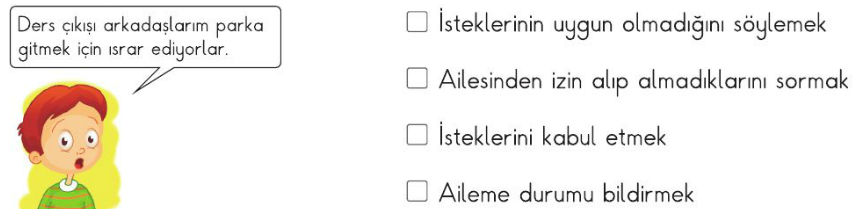 Ders çıkışı arkadaşlarım parka
gitmek için ısrar ediyorlar.
İsteklerinin uygun olmadığını söylemek
Ailesinden izin alıp almadıklarını sormak
İsteklerini kabul etmek
Aileme durumu bildirmek